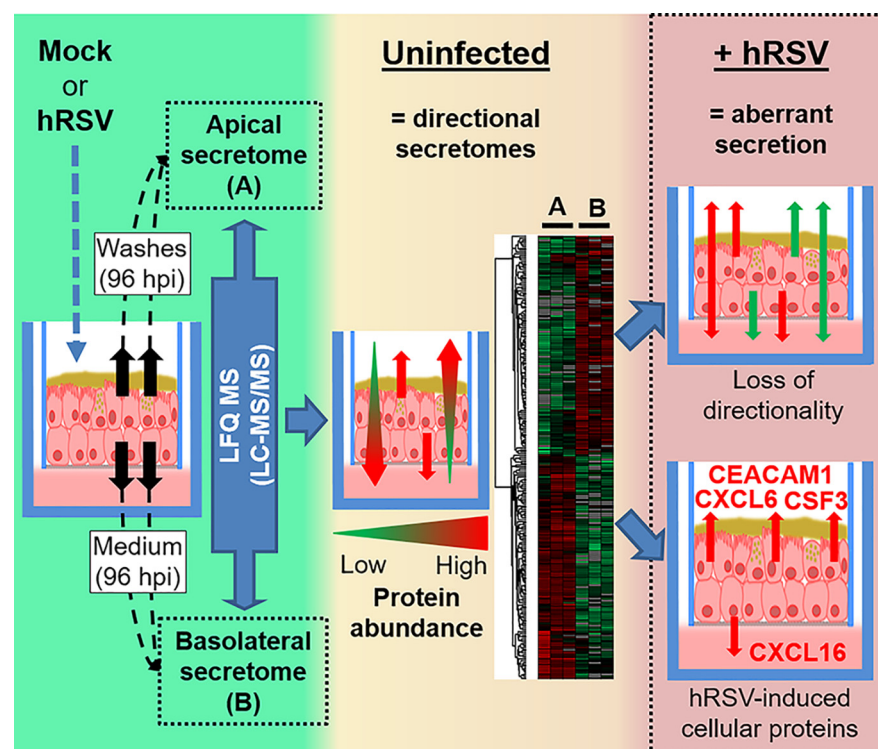 Mock
or
hRSV
Apical
secretome
(A)
Washes
(96 hpi)
LFQ MS
(LC-MS/MS)
Medium
(96 hpi)
Basolateral
secretome
(B)
Uninfected
= directional
secretomes
A B
Low High
Protein
abundance
+ hRSV
= aberrant
secretion
Loss of
directionality
CEACAM1
CXCL6 CSF3
CXCL16
hRSV-induced
cellular proteins